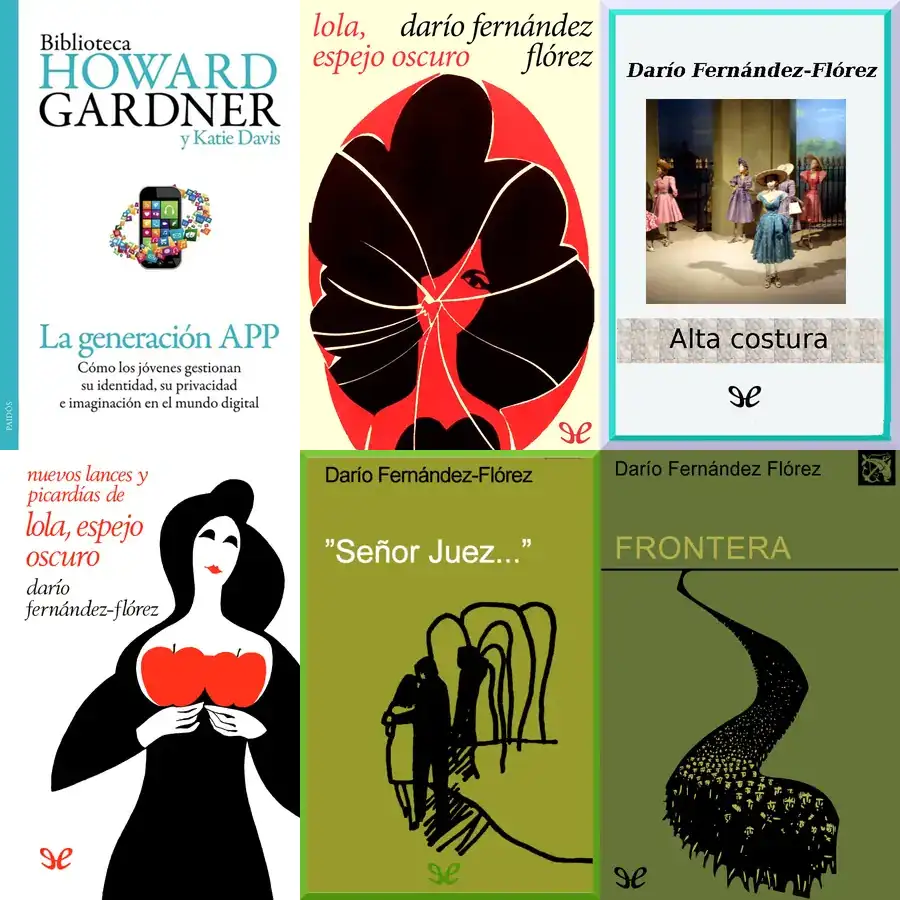 Biblioteca
HOWARD
GARDNER
y Katie Davis
La generación APP
Cómo los jóvenes gestionan
su identidad, su privacidad
e imaginación en el mundo digital
PAIDÓS
lola, darío fernández
espejo oscuro flórez
Darío Fernández-Flórez
Alta costura
nuevos lances y
picardías de
lola, espejo
oscuro
darío
fernández-flórez
Darío Fernández-Flórez
”Señor Juez...”
Darío Fernández Flórez
FRONTERA